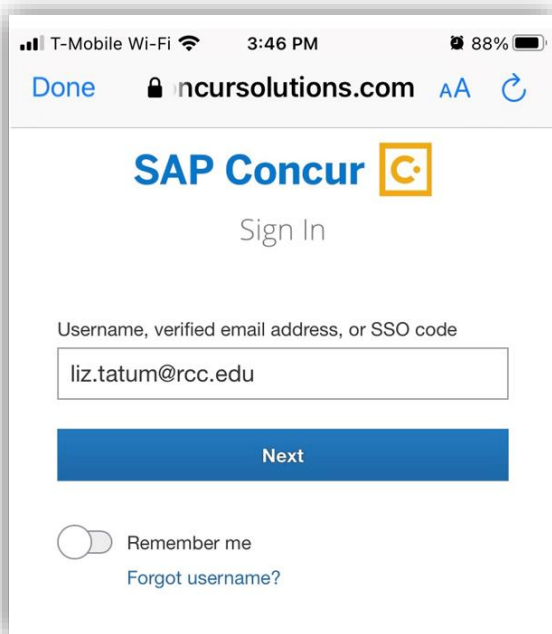 T-Mobile Wi-Fi 3:46 PM 88%
Done ncursolutions.com AA
SAP Concur C
Sign In
Username, verified email address, or SSO code
liz.tatum@rcc.edu
Next
Remember me
Forgot username?